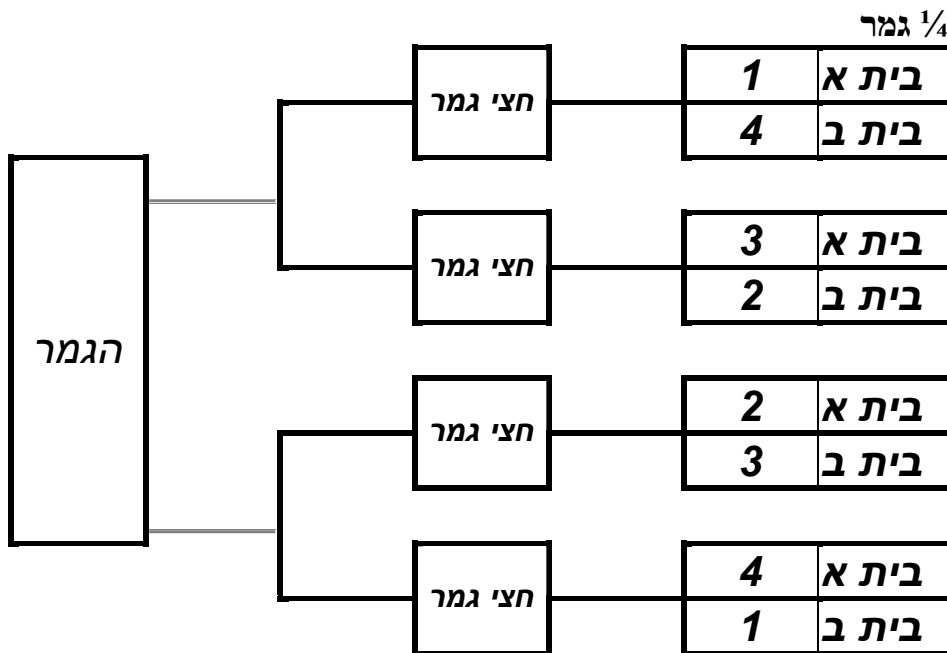 ¼ גמר
בית א 1
חצי גמר
בית ב 4
בית א 3
חצי גמר
בית ב 2
הגמר
בית א 2
חצי גמר
בית ב 3
בית א 4
חצי גמר
בית ב 1